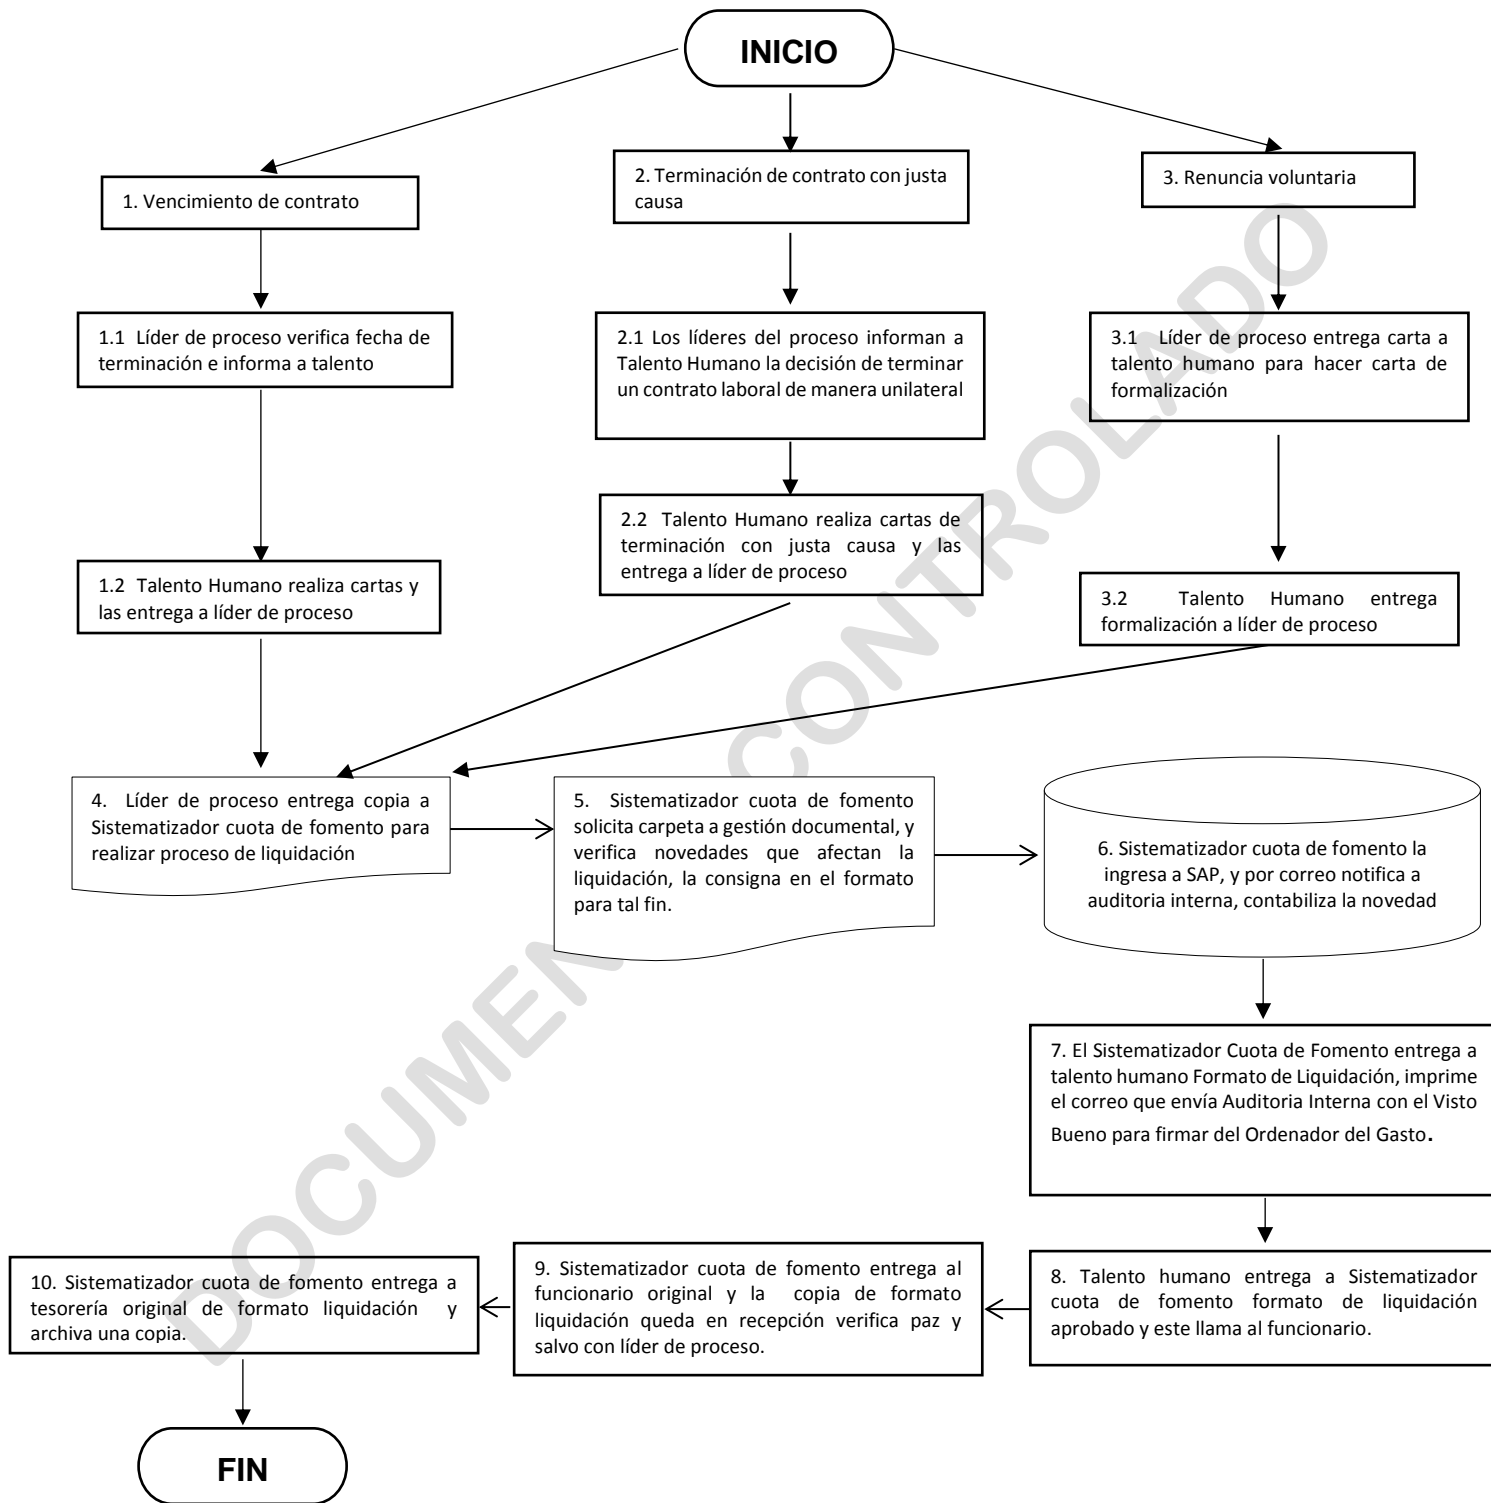 INICIO
1. Vencimiento de contrato
2. Terminación de contrato con justa
causa
3. Renuncia voluntaria
1.1 Líder de proceso verifica fecha de
terminación e informa a talento
2.1 Los líderes del proceso informan a
Talento Humano la decisión de terminar
un contrato laboral de manera unilateral
3.1 Líder de proceso entrega carta a
talento humano para hacer carta de
formalización
1.2 Talento Humano realiza cartas y
las entrega a líder de proceso
2.2 Talento Humano realiza cartas de
terminación con justa causa y las
entrega a líder de proceso
3.2 Talento Humano entrega
formalización a líder de proceso
4. Líder de proceso entrega copia a
Sistematizador cuota de fomento para
realizar proceso de liquidación
5. Sistematizador cuota de fomento
solicita carpeta a gestión documental, y
verifica novedades que afectan la
liquidación, la consigna en el formato
para tal fin.
6. Sistematizador cuota de fomento la
ingresa a SAP, y por correo notifica a
auditoria interna, contabiliza la novedad
7. El Sistematizador Cuota de Fomento entrega a
talento humano Formato de Liquidación, imprime
el correo que envía Auditoria Interna con el Visto
Bueno para firmar del Ordenador del Gasto.
8. Talento humano entrega a Sistematizador
cuota de fomento formato de liquidación
aprobado y este llama al funcionario.
9. Sistematizador cuota de fomento entrega al
funcionario original y la copia de formato
liquidación queda en recepción verifica paz y
salvo con líder de proceso.
10. Sistematizador cuota de fomento entrega a
tesorería original de formato liquidación y
archiva una copia.
FIN
DOCUMEN CONTROLADO